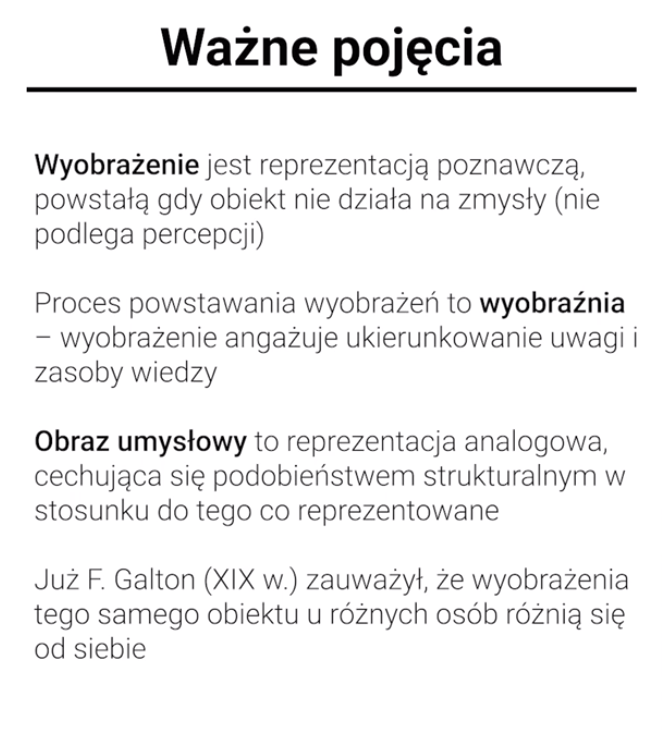 Ważne pojęcia
Wyobrażenie jest reprezentacją poznawczą,
powstałą gdy obiekt nie działa na zmysły (nie
podlega percepcji)
Proces powstawania wyobrażeń to wyobraźnia
– wyobrażenie angażuje ukierunkowanie uwagi i
zasoby wiedzy
Obraz umysłowy to reprezentacja analogowa,
cechująca się podobieństwem strukturalnym w
stosunku do tego co reprezentowane
Już F. Galton (XIX w.) zauważył, że wyobrażenia
tego samego obiektu u różnych osób różnią się
od siebie